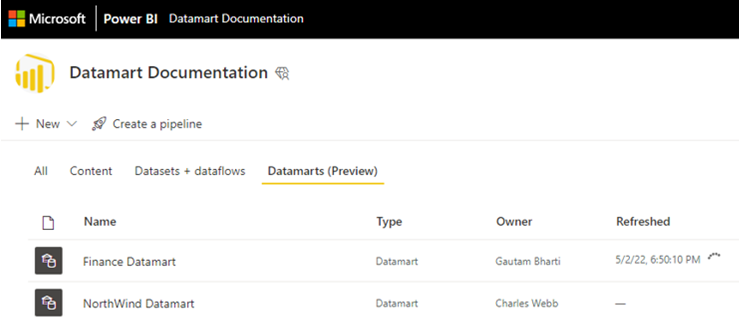 Microsoft Power BI Datamart Documentation
Datamart Documentation
New Create a pipeline
All Content Datasets + dataflows Datamarts (Preview)
Name Type Owner Refreshed
Finance Datamart Datamart Gautam Bharti 5/2/22, 6:50:10 PM
NorthWind Datamart Datamart Charles Webb —